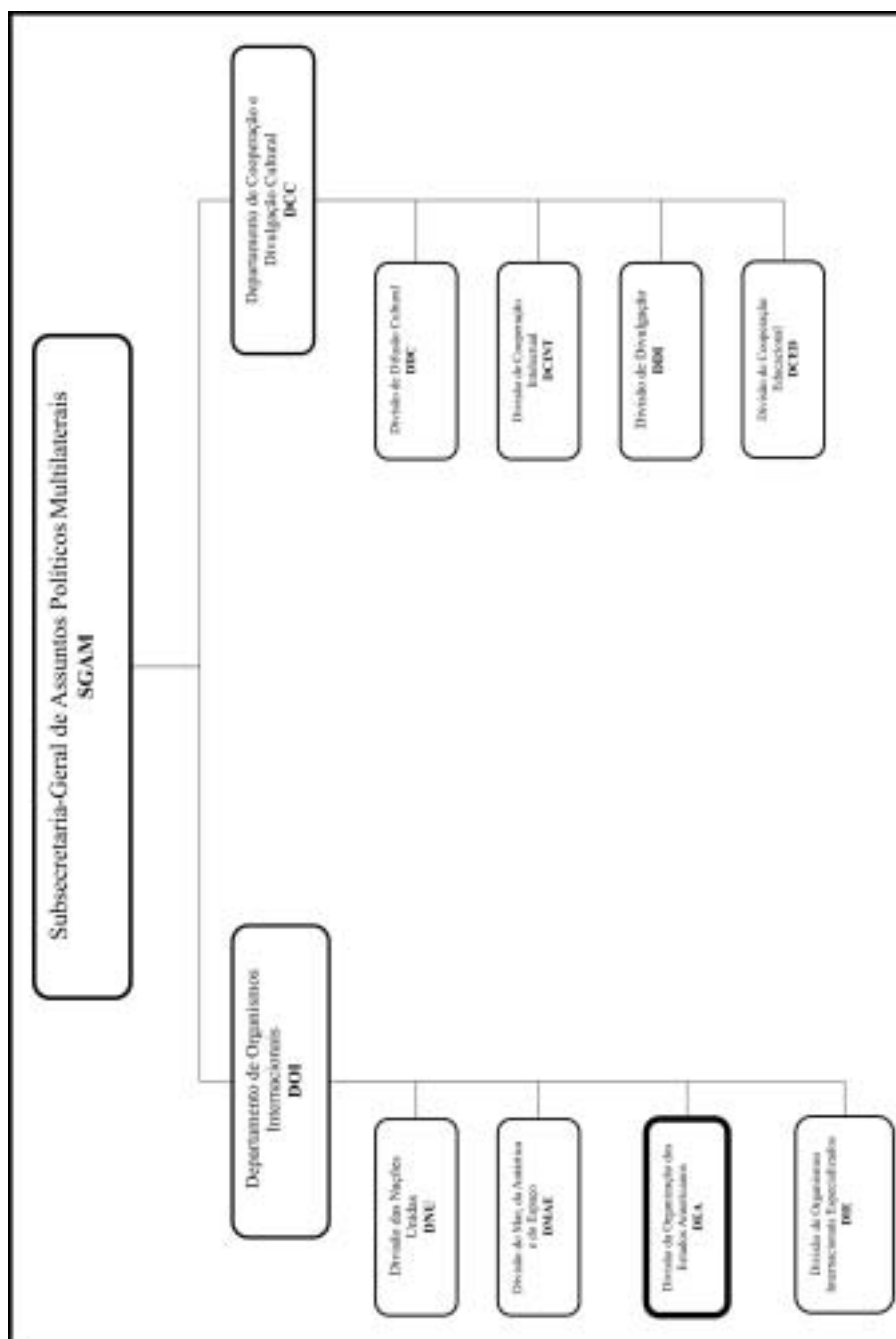 Subsecretaria-Geral de Assuntos Políticos Multilaterais
SGAM
Departamento de Organismos
Internacionais
DOI
Divisão das Nações
Unidas
DNU
Divisão do Mar, da Antártica
e do Espaço
DMAE
Divisão da Organização dos
Estados Americanos
DEA
Divisão de Organismos
Internacionais Especializados
DIE
Departamento de Cooperação e
Divulgação Cultural
DCC
Divisão de Difusão Cultural
DDC
Divisão de Cooperação
Intelectual
DCINT
Divisão de Divulgação
DDI
Divisão de Cooperação
Educacional
DCED